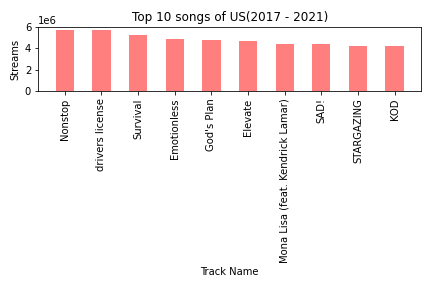 Top 10 songs of US(2017 - 2021)
1e6
6
4
2
0
Streams
Nonstop
drivers license
Survival
Emotionless
God's Plan
Elevate
Mona Lisa (feat. Kendrick Lamar)
SAD!
STARGAZING
KOD
Track Name